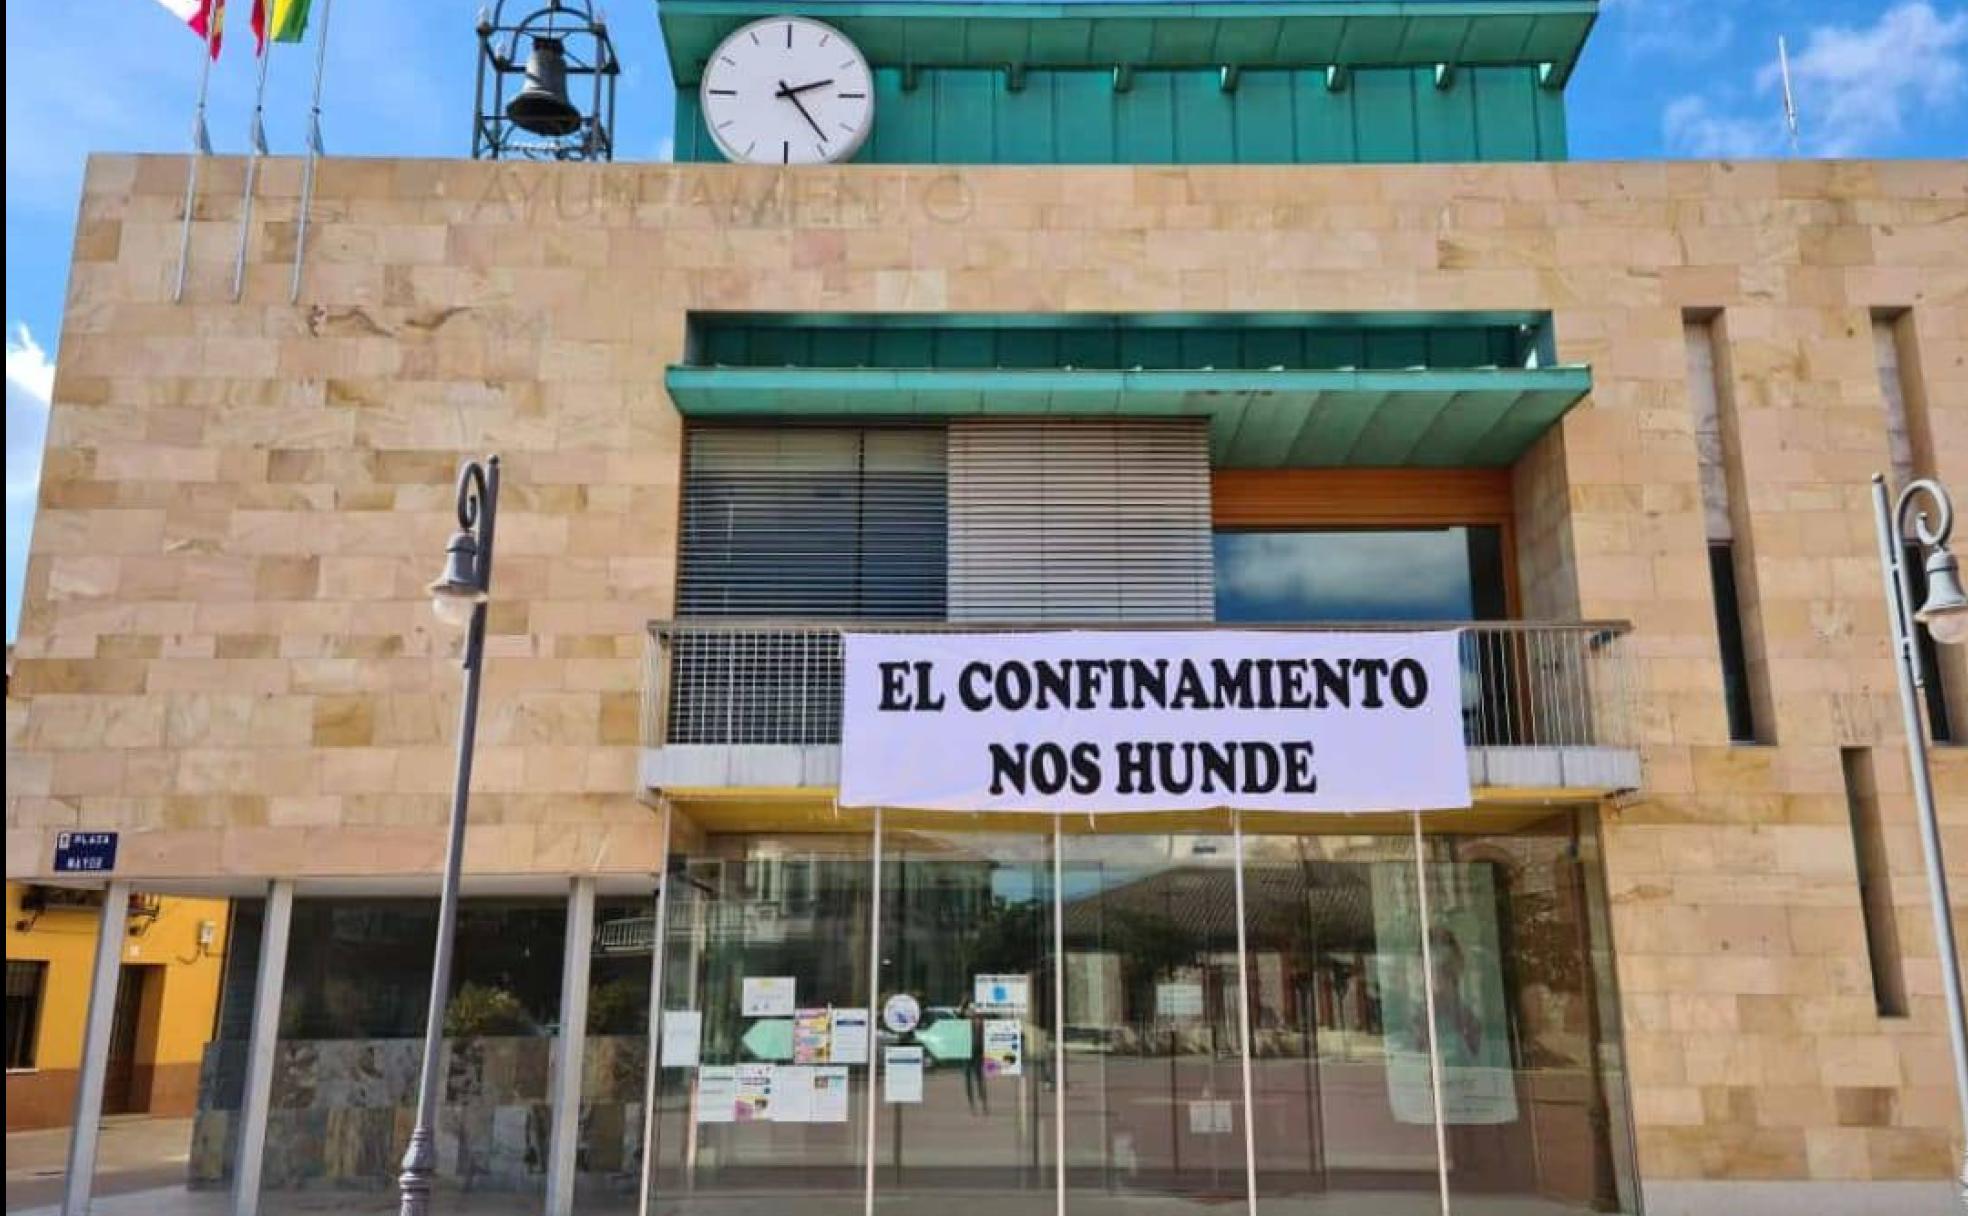 AYUNTAMIENTO
EL CONFINAMIENTO
NOS HUNDE
PLAZA
MAYOR